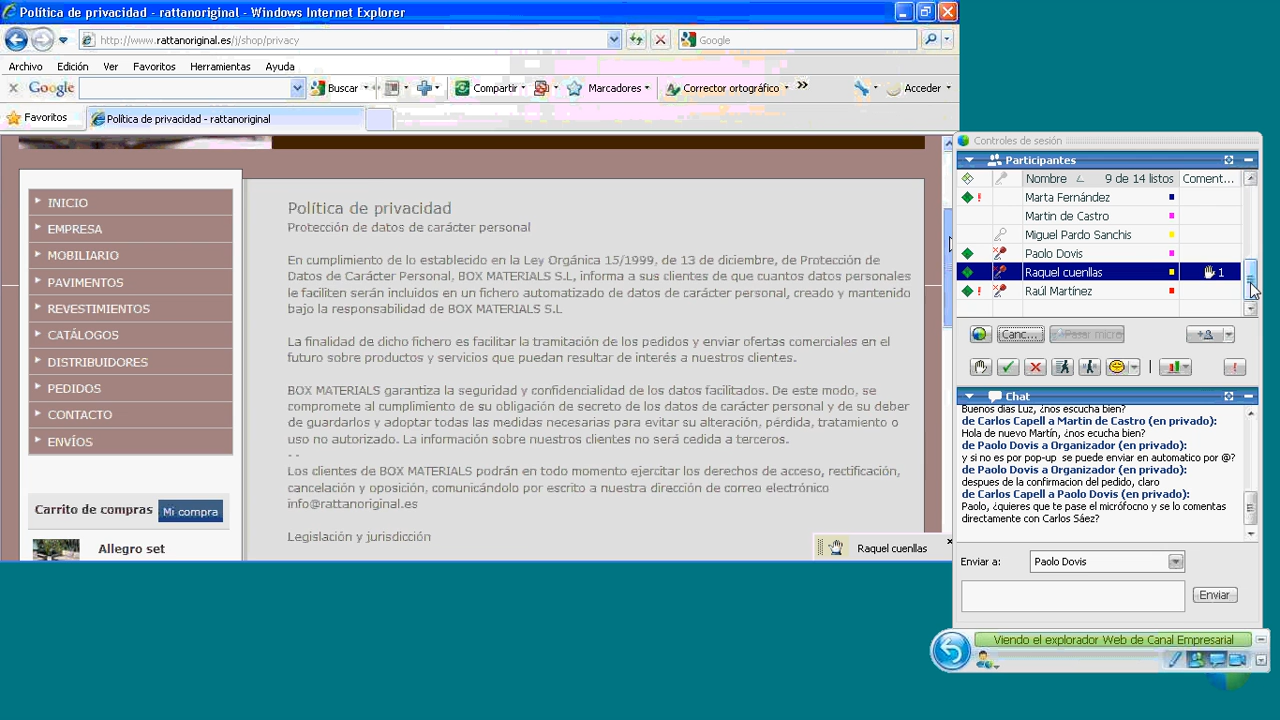 Política de privacidad - rattanoriginal - Windows Internet Explorer
http://www.rattanoriginal.es/j/shop/privacy
Google
Archivo Edición Ver Favoritos Herramientas Ayuda
x Google Buscar Compartir Marcadores Corrector ortográfico » Acceder
Favoritos Política de privacidad - rattanoriginal
INICIO
EMPRESA
MOBILIARIO
PAVIMENTOS
REVESTIMIENTOS
CATÁLOGOS
DISTRIBUIDORES
PEDIDOS
CONTACTO
ENVÍOS
Carrito de compras Mi compra
Allegro set
Política de privacidad
Protección de datos de carácter personal
En cumplimiento de lo establecido en la Ley Orgánica 15/1999, de 13 de diciembre, de Protección de
Datos de Carácter Personal, BOX MATERIALS S.L, informa a sus clientes de que cuantos datos personales
le faciliten serán incluidos en un fichero automatizado de datos de carácter personal, creado y mantenido
bajo la responsabilidad de BOX MATERIALS S.L
La finalidad de dicho fichero es facilitar la tramitación de los pedidos y enviar ofertas comerciales en el
futuro sobre productos y servicios que puedan resultar de interés a nuestros clientes.
BOX MATERIALS garantiza la seguridad y confidencialidad de los datos facilitados. De este modo, se
compromete al cumplimiento de su obligación de secreto de los datos de carácter personal y de su deber
de guardarlos y adoptar todas las medidas necesarias para evitar su alteración, pérdida, tratamiento o
uso no autorizado. La información sobre nuestros clientes no será cedida a terceros.
- -
Los clientes de BOX MATERIALS podrán en todo momento ejercitar los derechos de acceso, rectificación,
cancelación y oposición, comunicándolo por escrito a nuestra dirección de correo electrónico
info@rattanoriginal.es
Legislación y jurisdicción
Raquel cuenllas
Controles de sesión
Participantes
Nombre 9 de 14 listos Coment...
! Marta Fernández
Martin de Castro
Miguel Pardo Sanchis
Paolo Dovis
Raquel cuenllas 1
! Raúl Martínez
Canc... Pasar micro
Chat
Buenos días Luz, ¿nos escucha bien?
de Carlos Capell a Martin de Castro (en privado):
Hola de nuevo Martín, ¿nos ecucha bien?
de Paolo Dovis a Organizador (en privado):
y si no es por pop-up se puede enviar en automatico por @?
de Paolo Dovis a Organizador (en privado):
despues de la confirmacion del pedido, claro
de Carlos Capell a Paolo Dovis (en privado):
Paolo, ¿quieres que te pase el micrófocno y se lo comentas
directamente con Carlos Sáez?
Enviar a: Paolo Dovis
Enviar
Viendo el explorador Web de Canal Empresarial